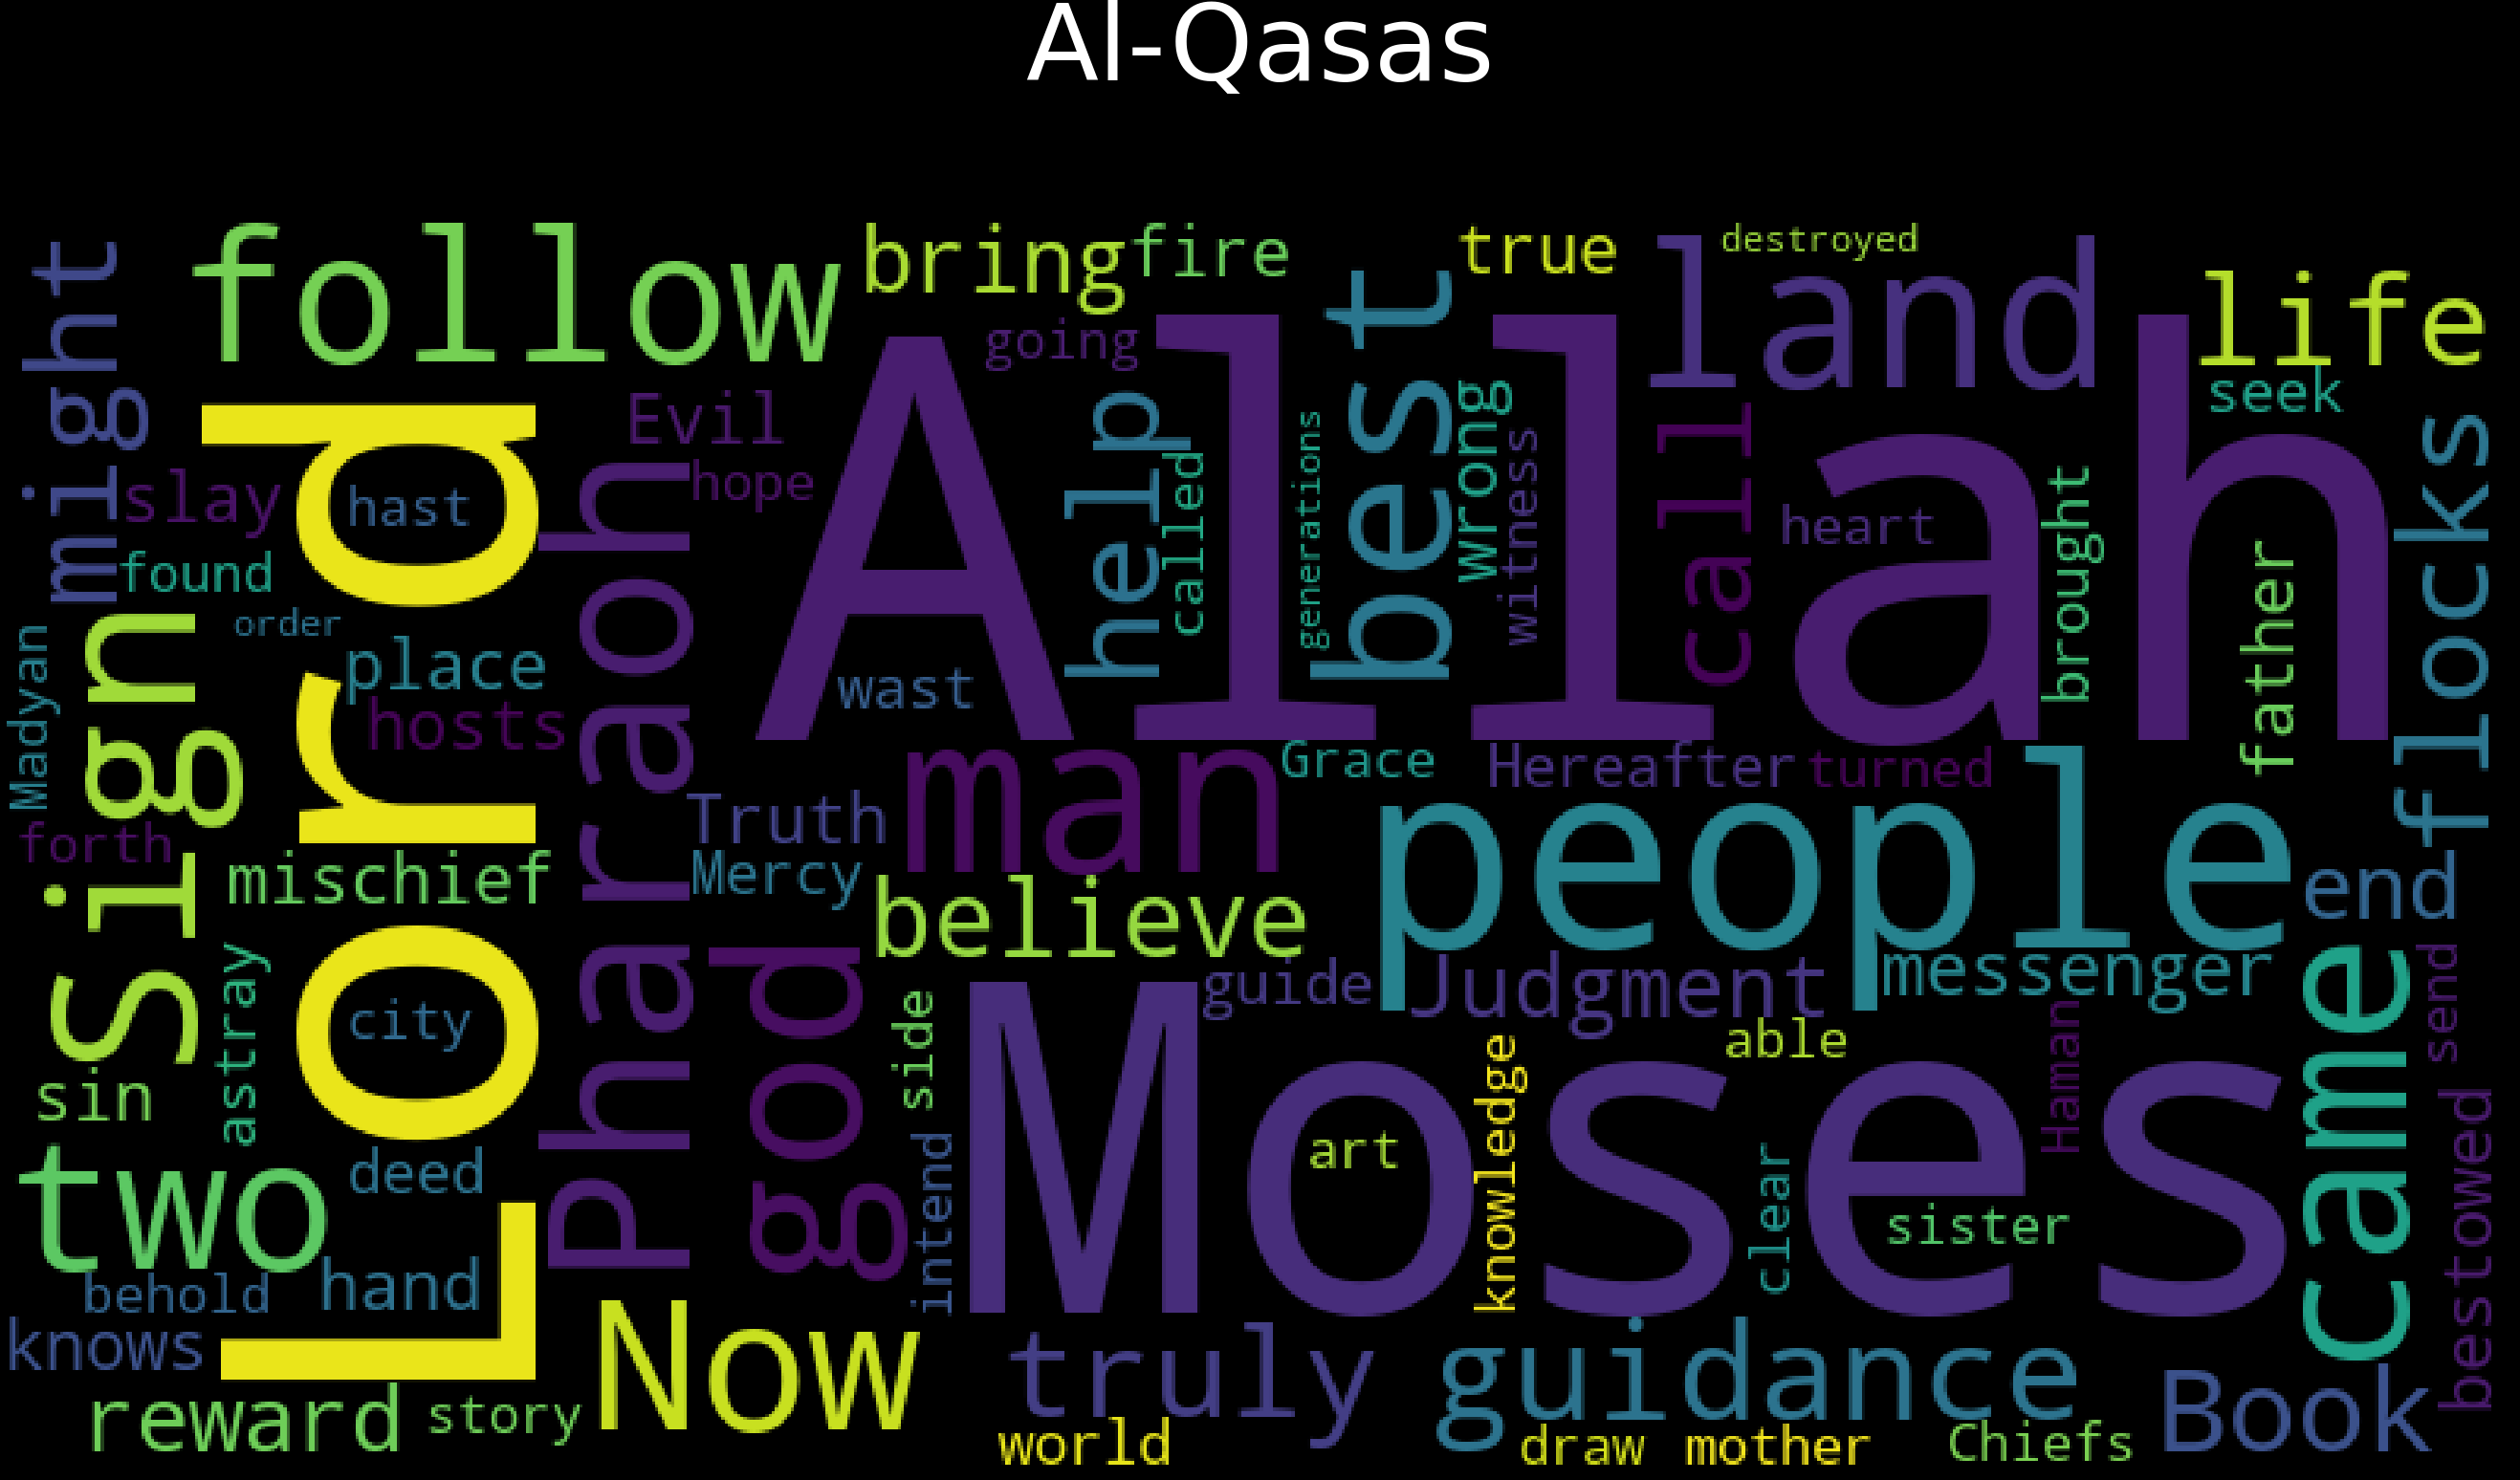 Al-Qasas
follow
bring
fire
true
destroyed
land
life
might
going
best
Allah
seek
Lord
Evil
help
wrong
call
flocks
slay
hast
hope
called
generations
witness
heart
brought
found
Pharaoh
father
Sign
order
Madyan
place
wast
hosts
man
Grace
Hereafter
turned
people
Truth
forth
mischief
Mercy
believe
end
astray
god
guide
Judgment
messenger
came
send
city
side
Moses
able
Haman
sin
knowledge
two
deed
intend
art
clear
sister
bestowed
behold
hand
knows
Now
truly
guidance
Book
reward
story
world
draw
mother
Chiefs